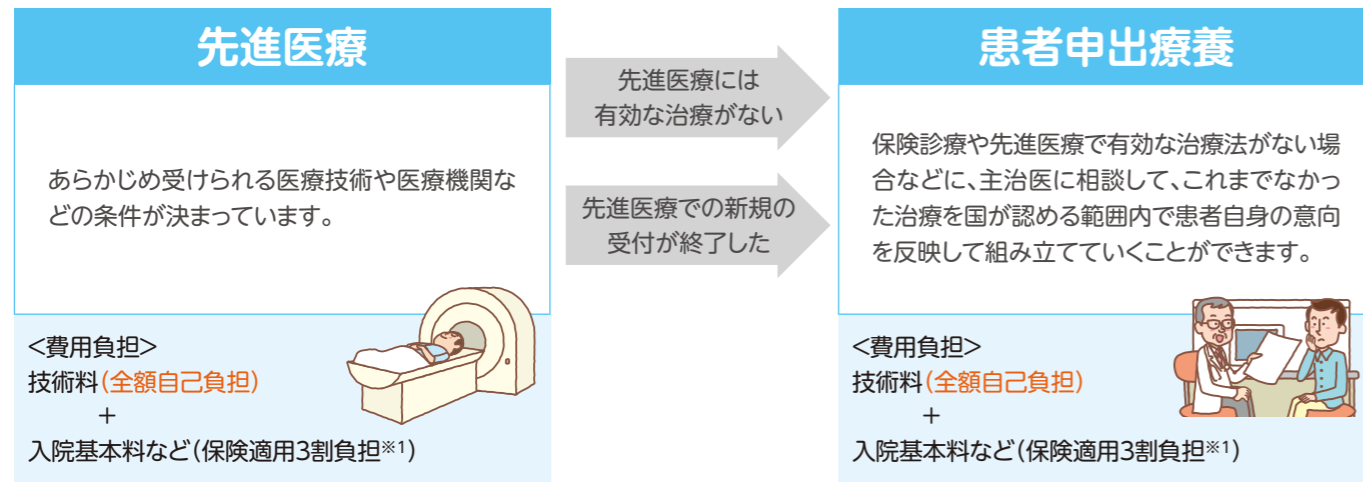 先進医療
あらかじめ受けられる医療技術や医療機関な
どの条件が決まっています。
<費用負担>
技術料(全額自己負担)
+
入院基本料など(保険適用3割負担※1)
先進医療には
有効な治療がない
先進医療での新規の
受付が終了した
患者申出療養
保険診療や先進医療で有効な治療法がない場
合などに、主治医に相談して、これまでなかっ
た治療を国が認める範囲内で患者自身の意向
を反映して組み立てていくことができます。
<費用負担>
技術料(全額自己負担)
+
入院基本料など(保険適用3割負担※1)